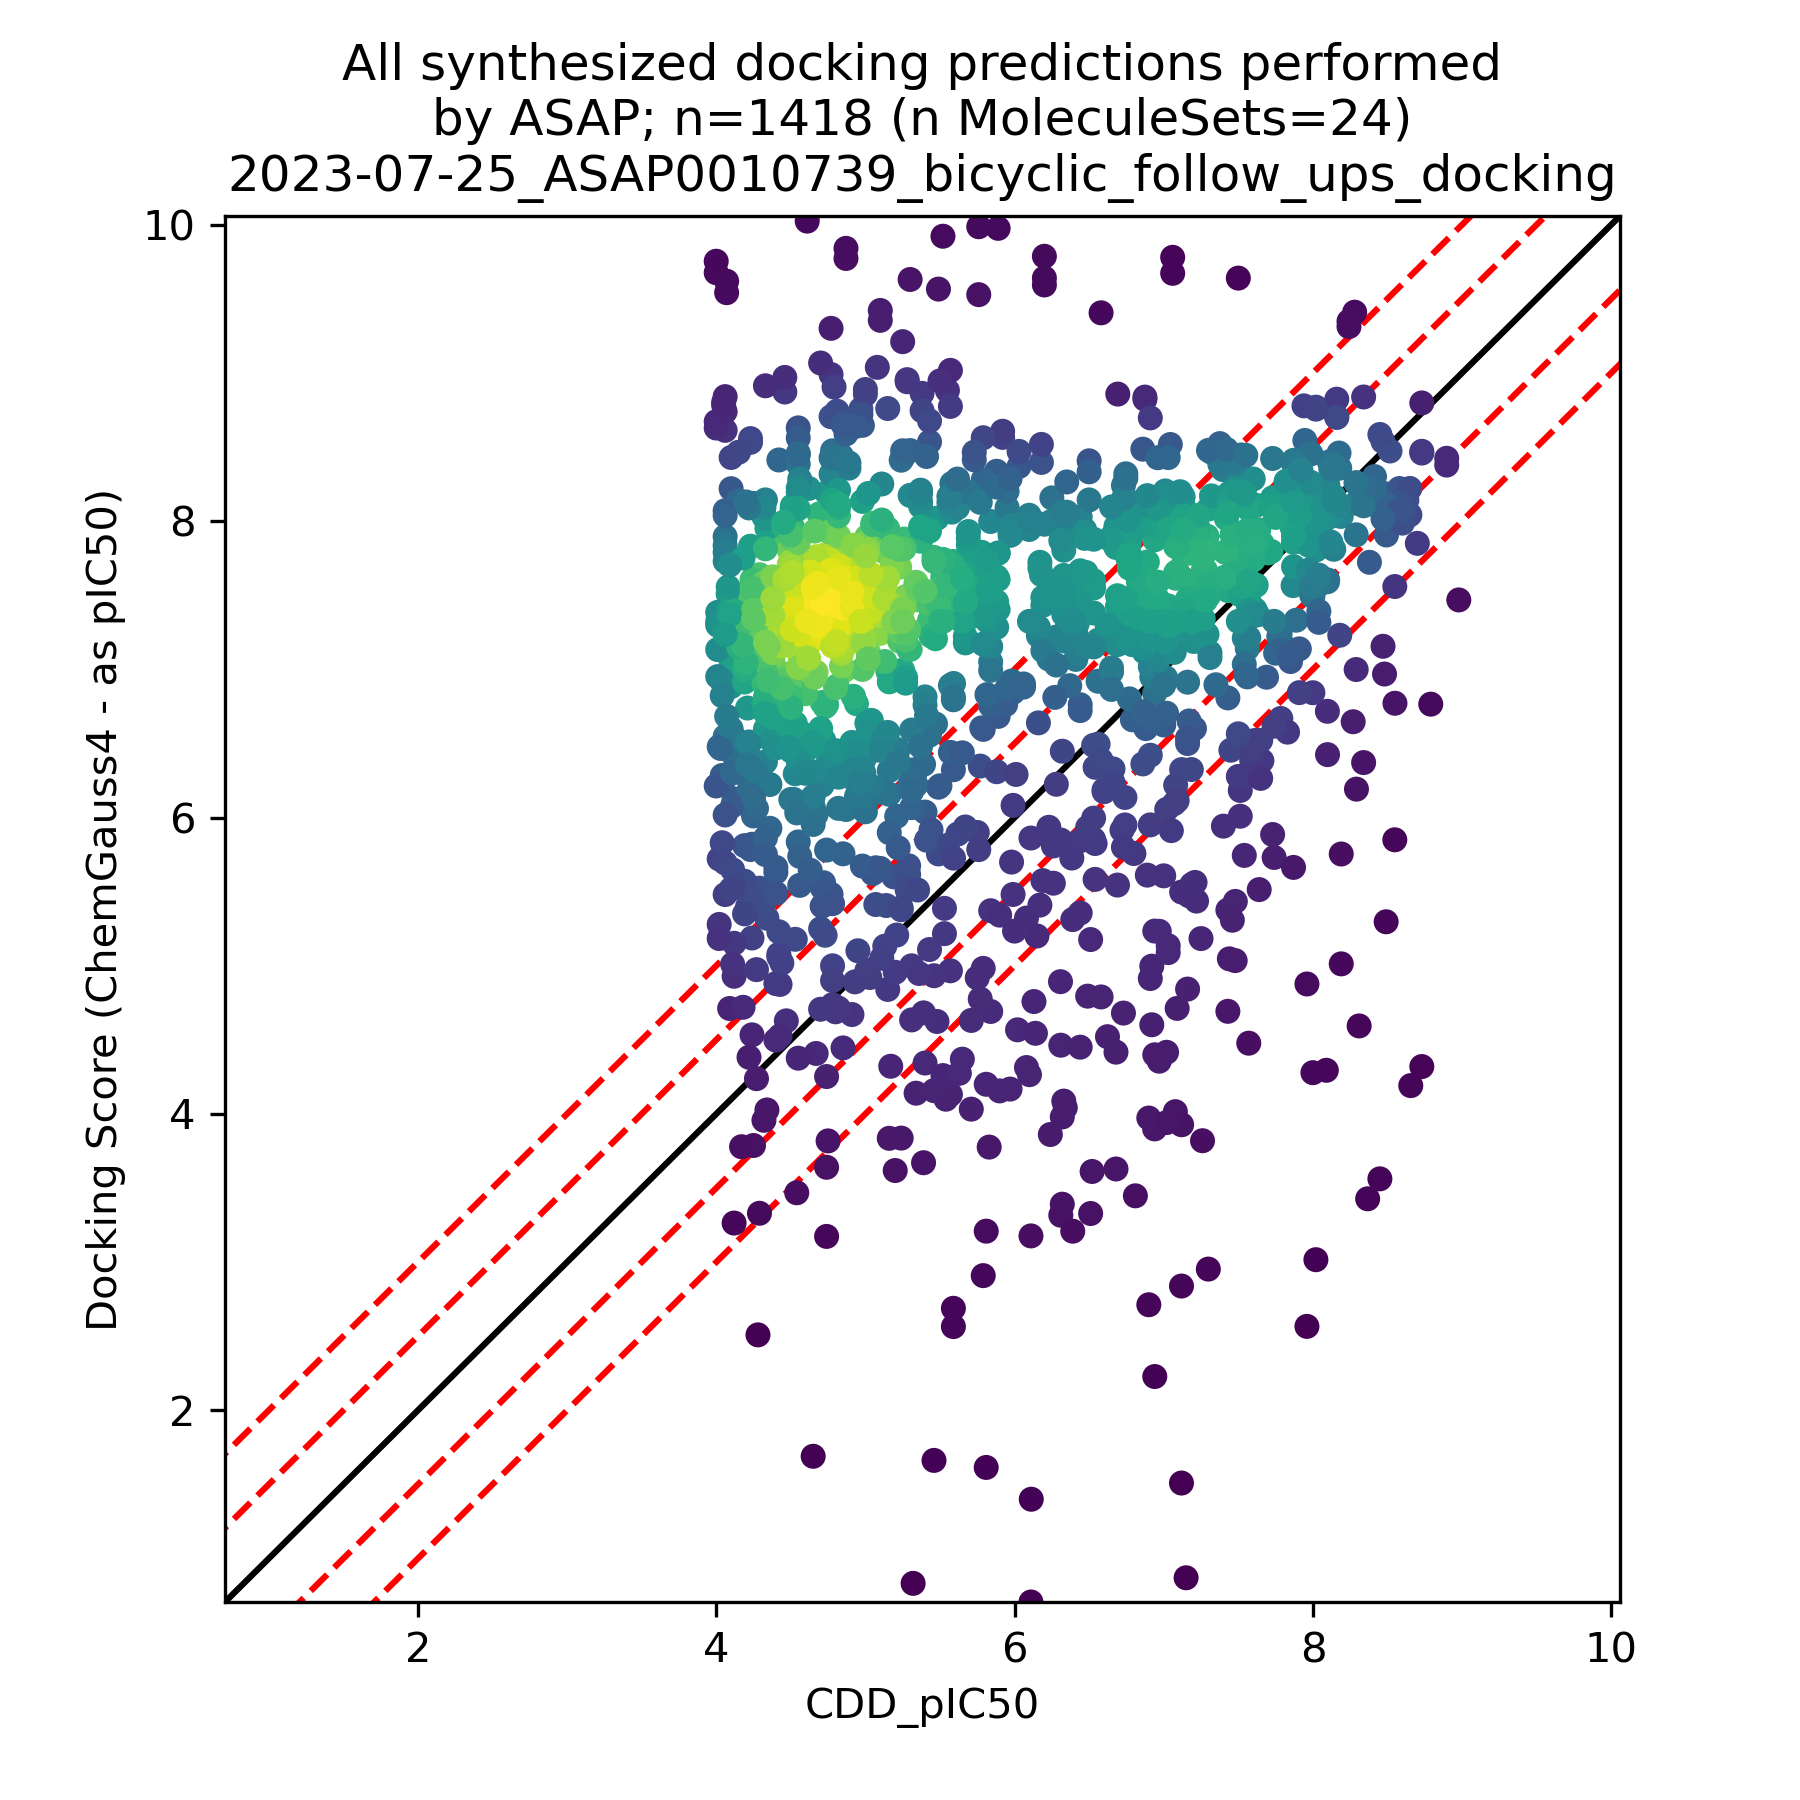 All synthesized docking predictions performed
by ASAP; n=1418 (n MoleculeSets=24)
2023-07-25_ASAP0010739_bicyclic_follow_ups_docking
10
8
6
4
2
Docking Score (ChemGauss4 - as pIC50)
2
4
6
8
10
CDD_pIC50